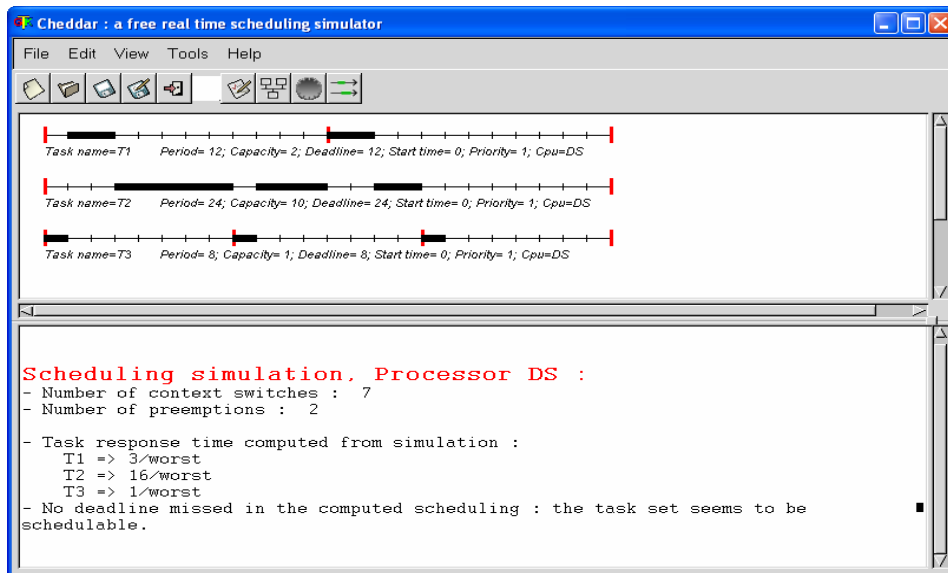 Cheddar : a free real time scheduling simulator
File Edit View Tools Help
Task name=T1 Period= 12; Capacity= 2; Deadline= 12; Start time= 0; Priority= 1; Cpu=DS
Task name=T2 Period= 24; Capacity= 10; Deadline= 24; Start time= 0; Priority= 1; Cpu=DS
Task name=T3 Period= 8; Capacity= 1; Deadline= 8; Start time= 0; Priority= 1; Cpu=DS
Scheduling simulation, Processor DS :
- Number of context switches : 7
- Number of preemptions : 2
- Task response time computed from simulation :
T1 => 3/worst
T2 => 16/worst
T3 => 1/worst
- No deadline missed in the computed scheduling : the task set seems to be
schedulable.